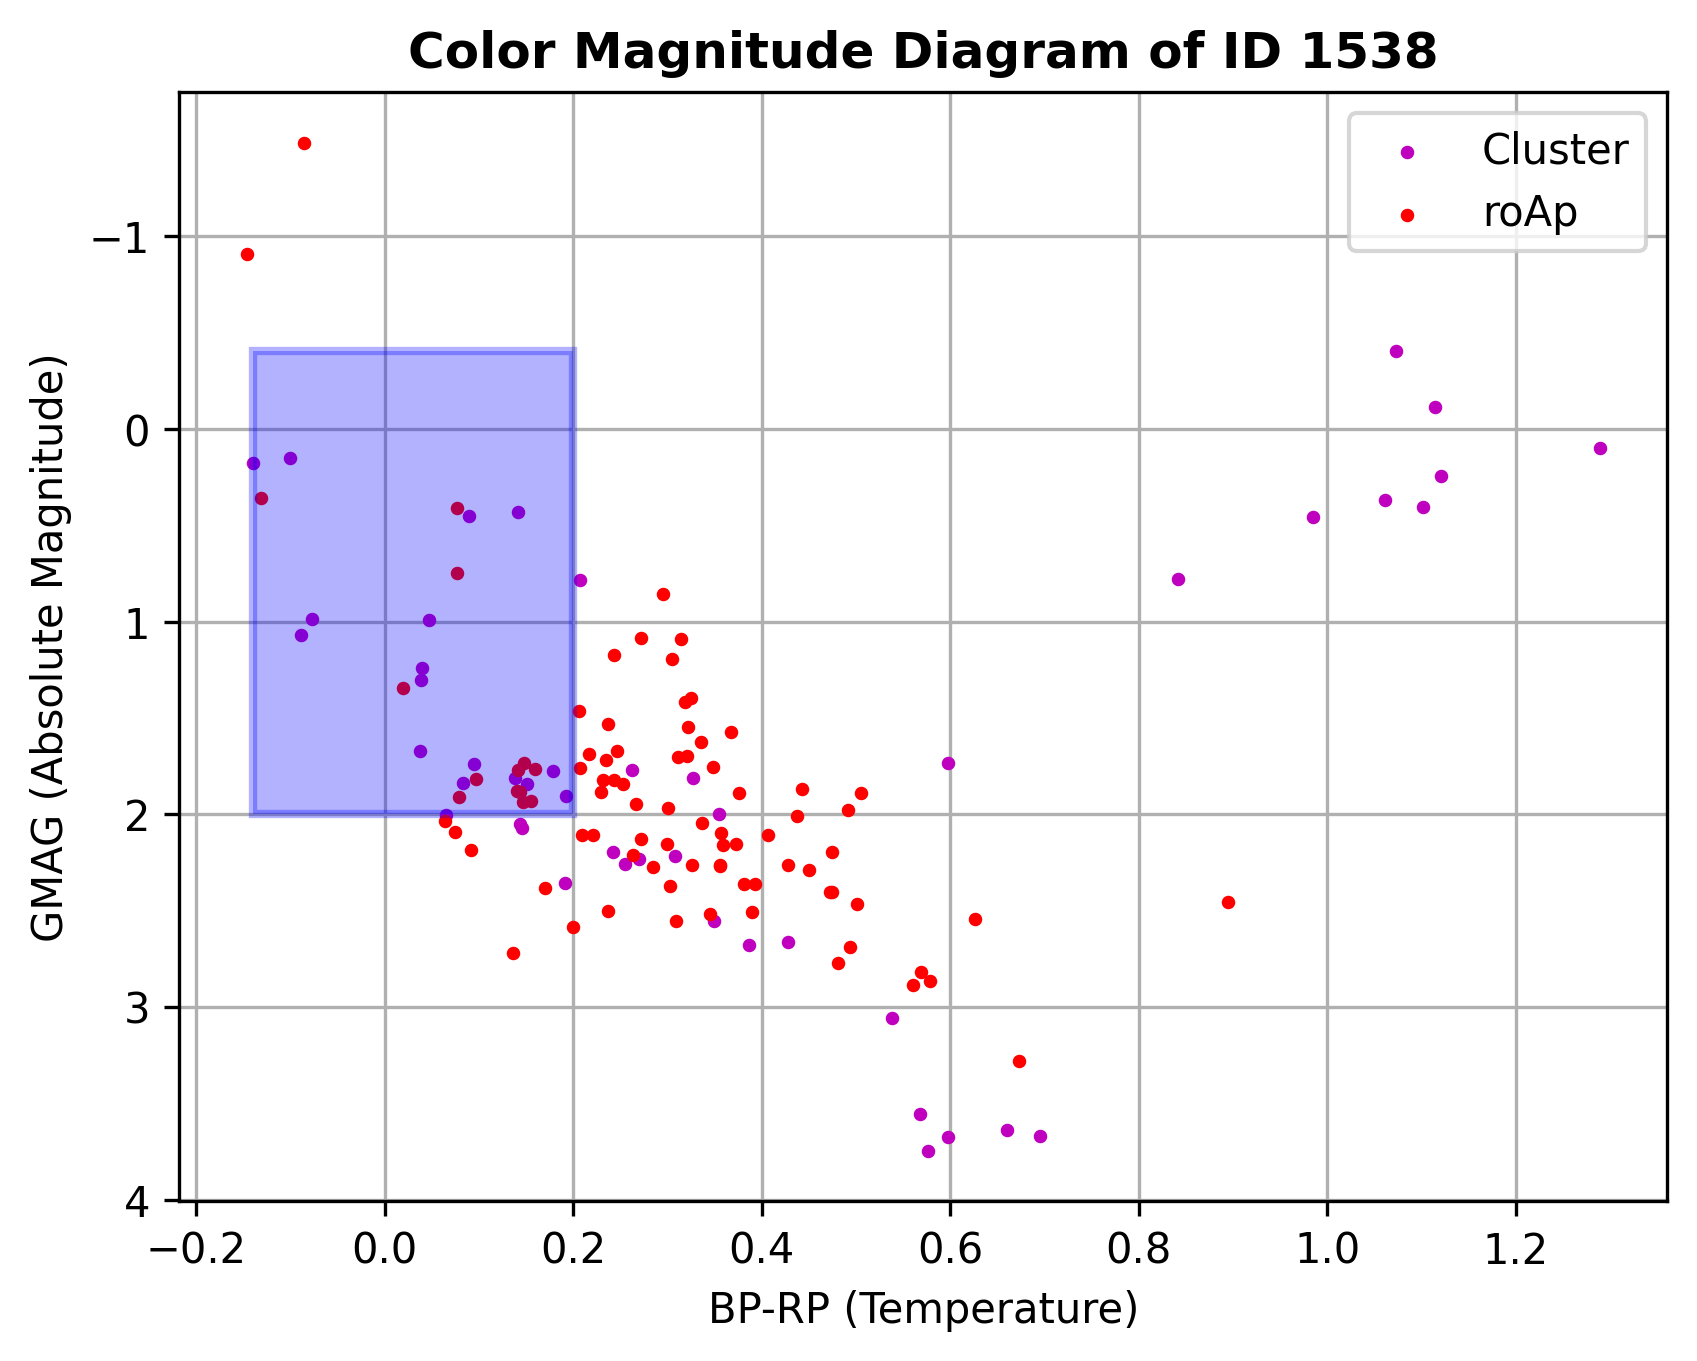 Color Magnitude Diagram of ID 1538
Cluster
roAp
GMAG (Absolute Magnitude)
−1
0
1
2
3
4
−0.2 0.0 0.2 0.4 0.6 0.8 1.0 1.2
BP-RP (Temperature)